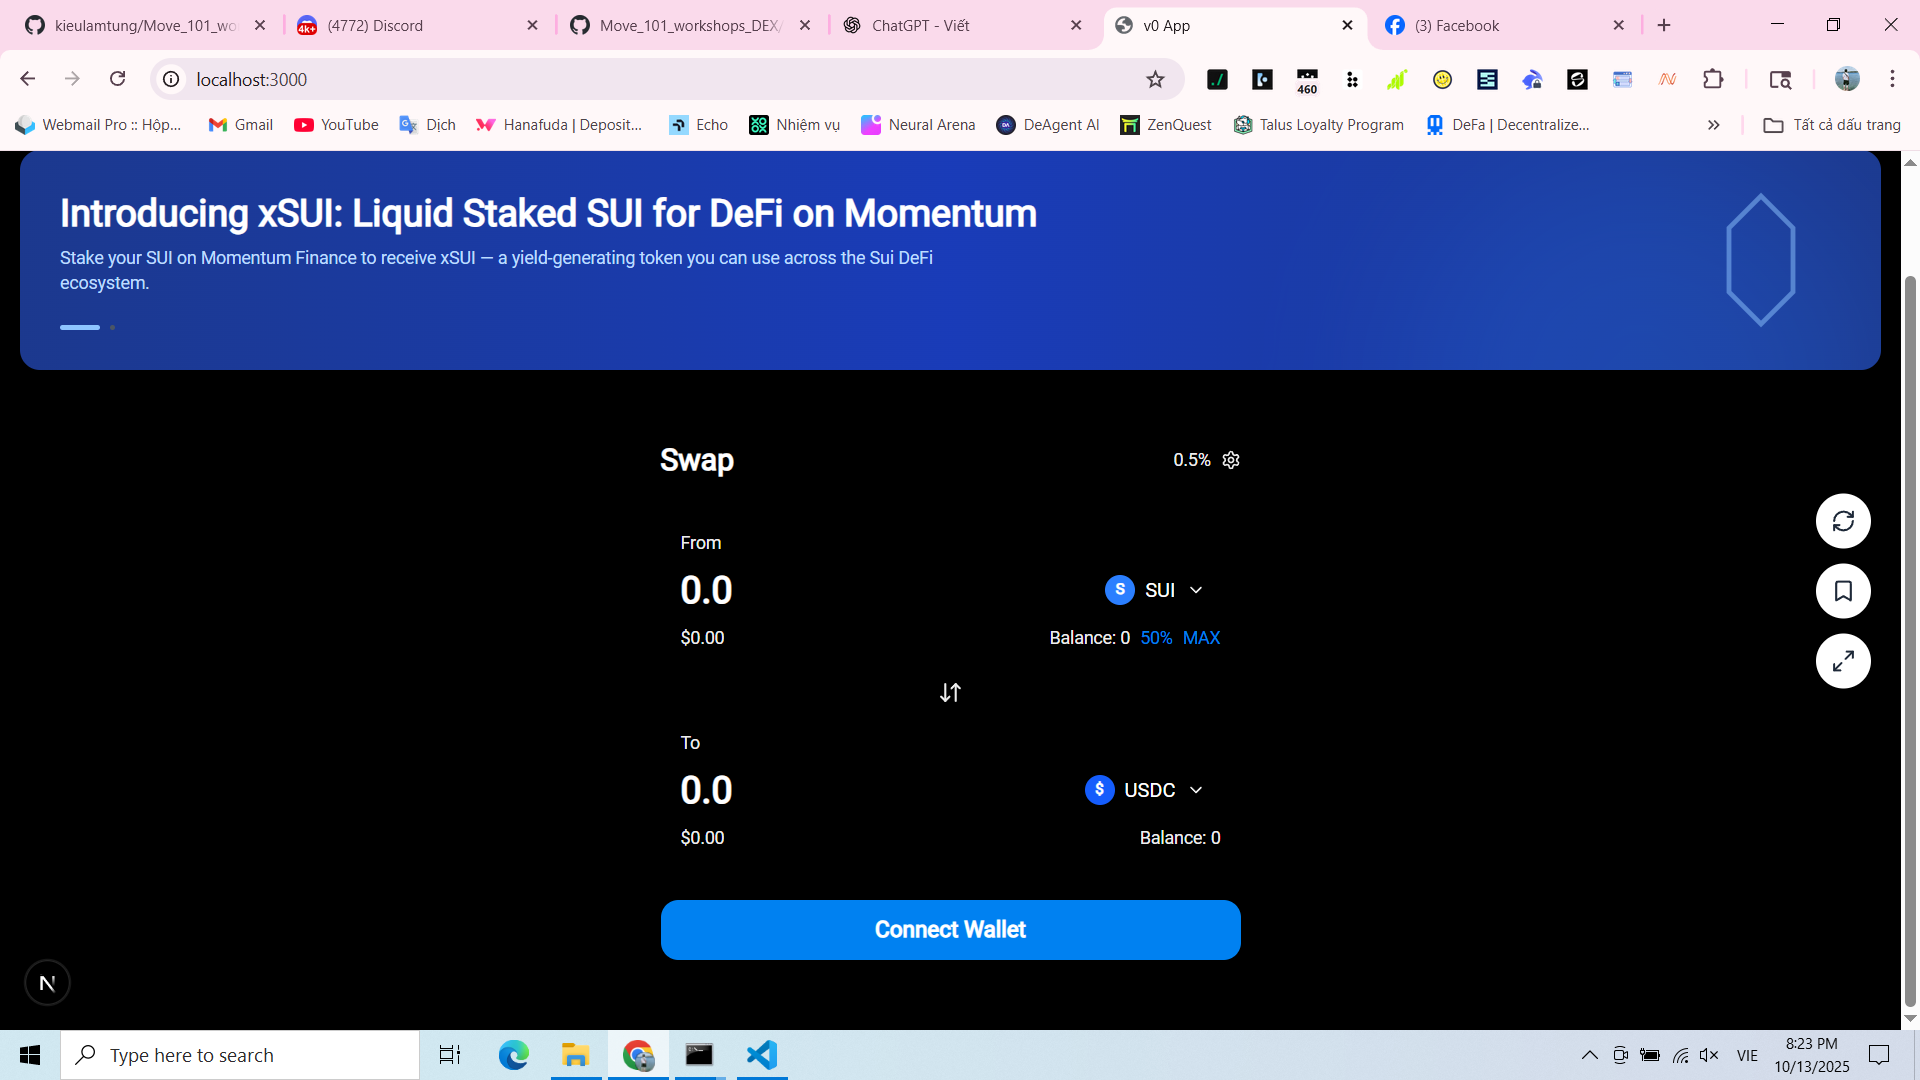 kieulamtung/Move_101_wo
(4772) Discord
Move_101_workshops_DEX/
ChatGPT - Viết
v0 App
(3) Facebook
4K+
localhost:3000
460
Webmail Pro :: Hộp...
Gmail
YouTube
Dịch
Hanafuda | Deposit...
Echo
Nhiệm vụ
Neural Arena
DeAgent AI
ZenQuest
Talus Loyalty Program
DeFa | Decentralize...
Tất cả dấu trang
Introducing xSUI: Liquid Staked SUI for DeFi on Momentum
Stake your SUI on Momentum Finance to receive xSUI — a yield-generating token you can use across the Sui DeFi
ecosystem.
Swap
0.5%
From
0.0
S SUI
$0.00
Balance: 0 50% MAX
To
0.0
$ USDC
$0.00
Balance: 0
Connect Wallet
N
Type here to search
VIE
8:23 PM
10/13/2025